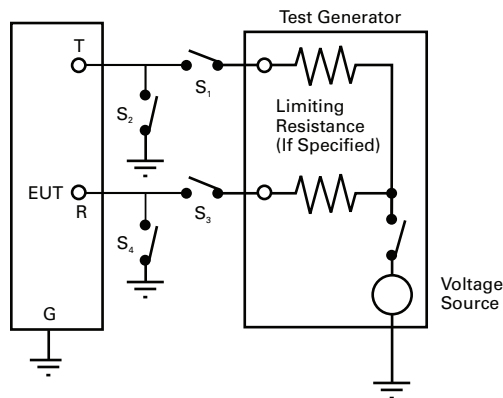 Test Generator
T
S₁
S₂
Limiting
Resistance
(If Specified)
EUT
R
S₃
S₄
Voltage
Source
G